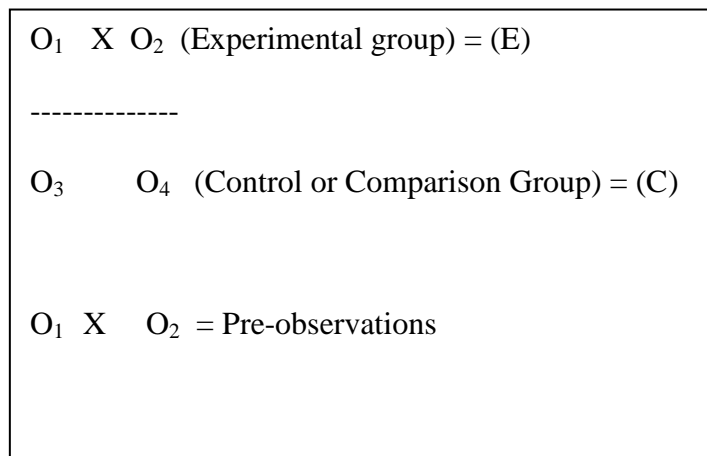 O₁ X O₂ (Experimental group) = (E)
--------------
O₃ O₄ (Control or Comparison Group) = (C)
O₁ X O₂ = Pre-observations